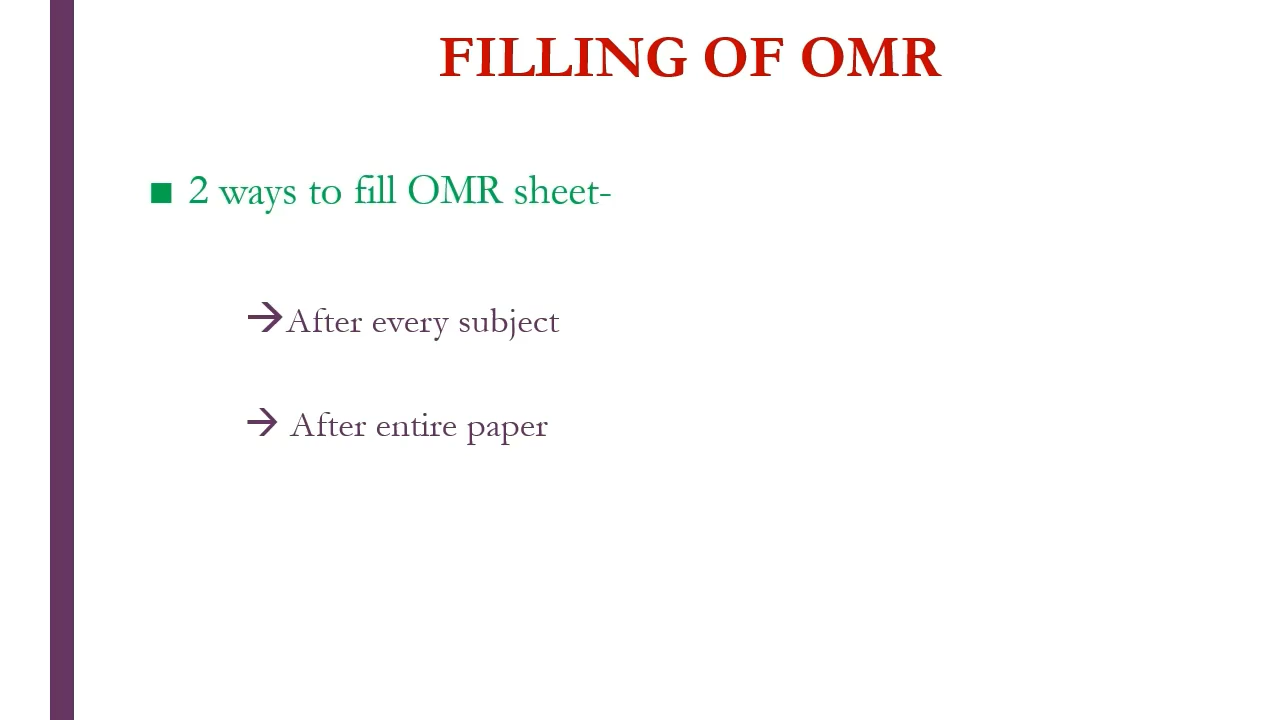 FILLING OF OMR
■ 2 ways to fill OMR sheet-
→After every subject
→ After entire paper